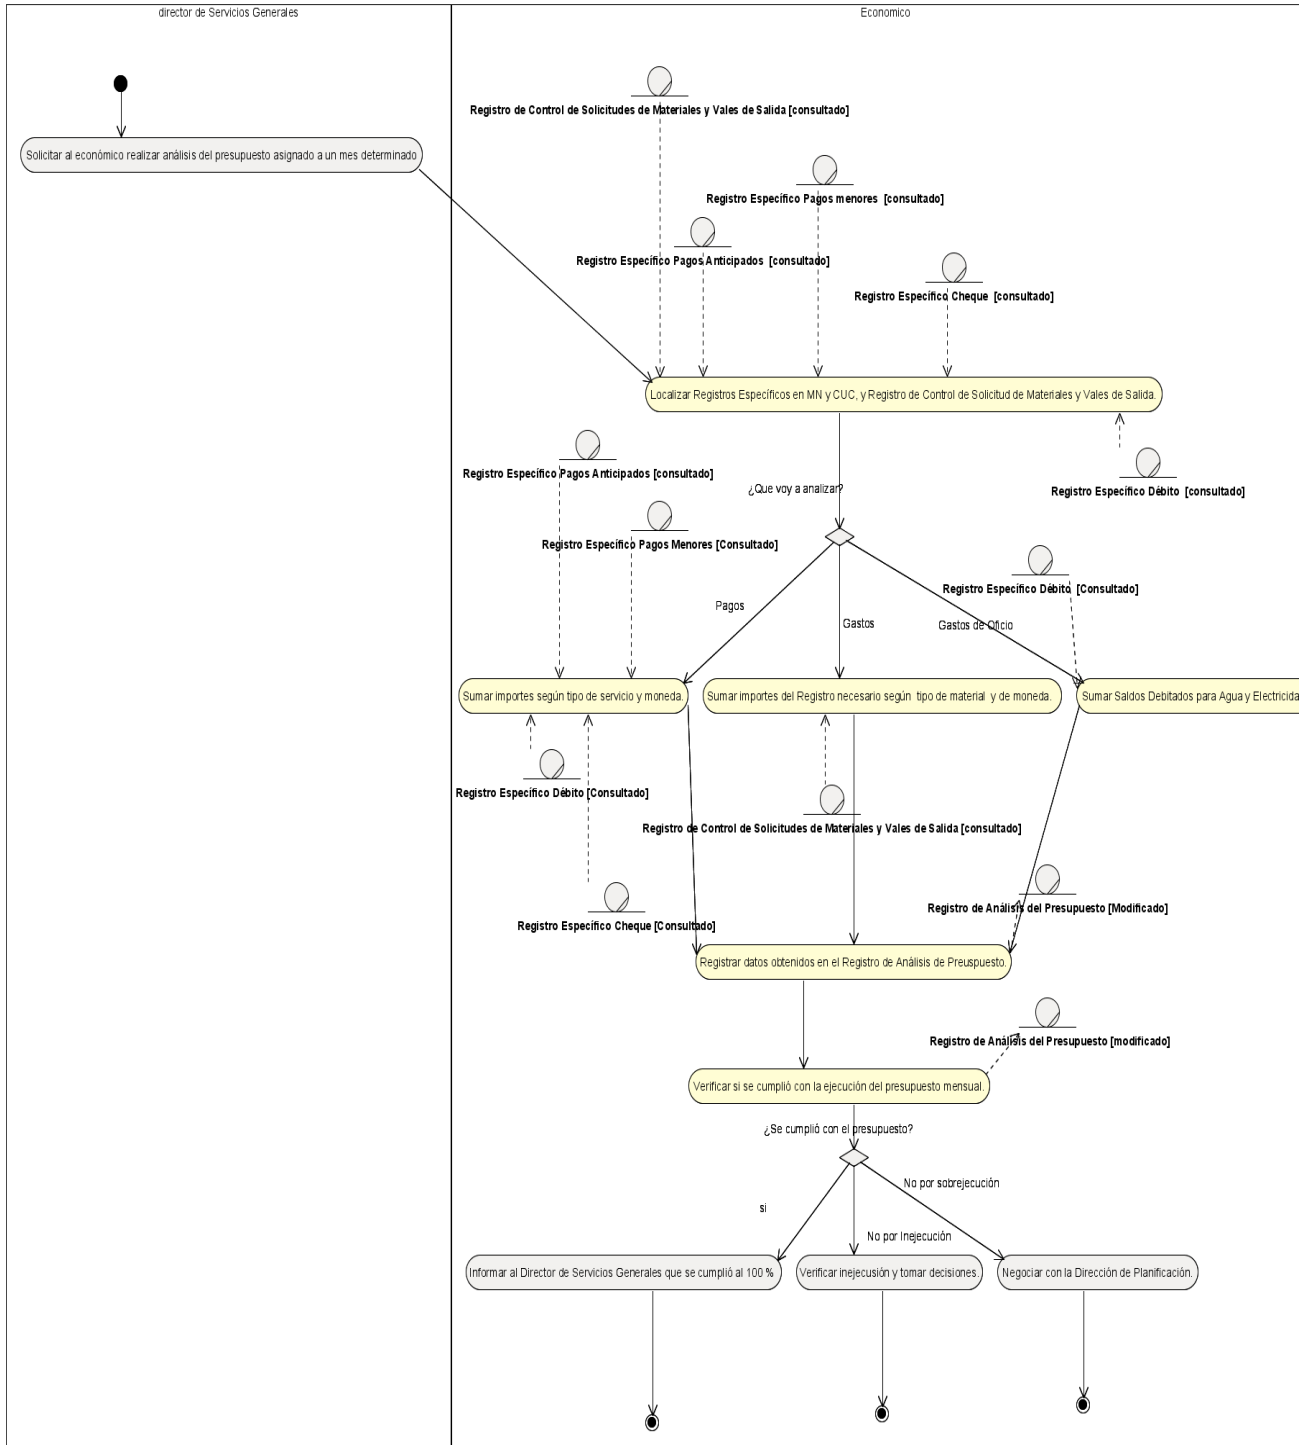 director de Servicios Generales
Economico
Registro de Control de Solicitudes de Materiales y Vales de Salida [consultado]
Solicitar al económico realizar análisis del presupuesto asignado a un mes determinado
Registro Específico Pagos menores [consultado]
Registro Específico Pagos Anticipados [consultado]
Registro Específico Cheque [consultado]
Localizar Registros Específicos en MN y CUC, y Registro de Control de Solicitud de Materiales y Vales de Salida.
Registro Específico Pagos Anticipados [consultado]
¿Que voy a analizar?
Registro Específico Débito [consultado]
Registro Específico Pagos Menores [Consultado]
Registro Específico Débito [Consultado]
Pagos
Gastos
Gastos de Oficio
Sumar importes según tipo de servicio y moneda.
Sumar importes del Registro necesario según tipo de material y de moneda.
Sumar Saldos Debitados para Agua y Electricida
Registro Específico Débito [Consultado]
Registro de Control de Solicitudes de Materiales y Vales de Salida [consultado]
Registro de Análisis del Presupuesto [Modificado]
Registro Específico Cheque [Consultado]
Registrar datos obtenidos en el Registro de Análisis de Preuspuesto.
Registro de Análisis del Presupuesto [modificado]
Verificar si se cumplió con la ejecución del presupuesto mensual.
¿Se cumplió con el presupuesto?
No por sobrejecución
si
No por Inejecución
Informar al Director de Servicios Generales que se cumplió al 100 %
Verificar inejecusión y tomar decisiones.
Negociar con la Dirección de Planificación.